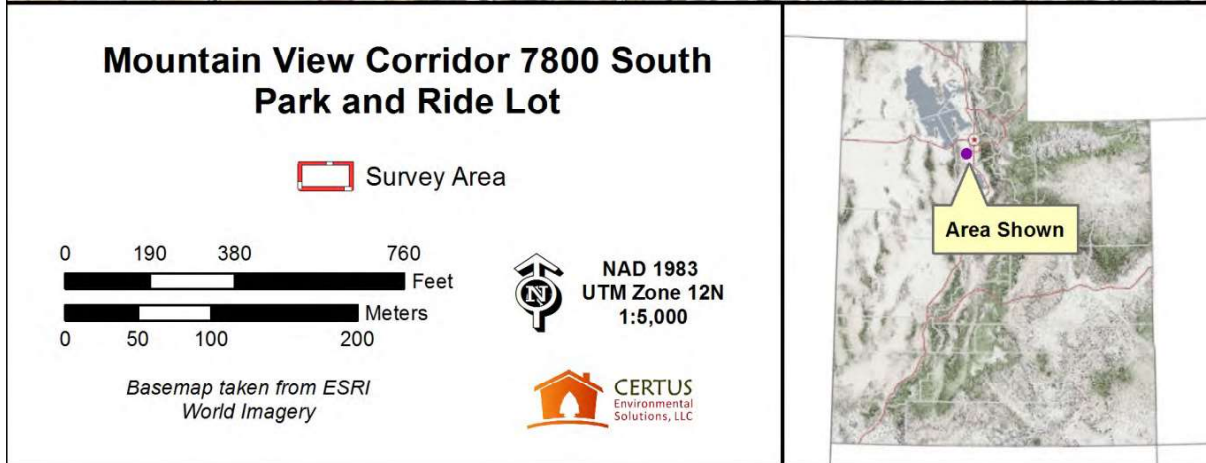 Mountain View Corridor 7800 South
Park and Ride Lot
Survey Area
0 190 380 760
Feet
Meters
0 50 100 200
N
NAD 1983
UTM Zone 12N
1:5,000
Basemap taken from ESRI
World Imagery
CERTUS
Environmental
Solutions, LLC
Area Shown